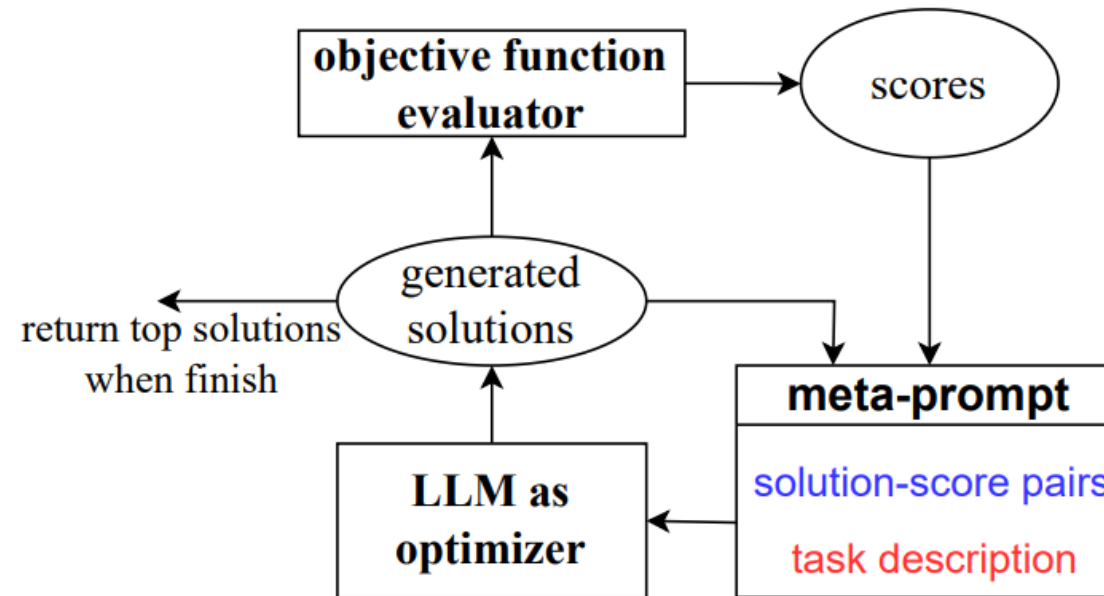 objective function
evaluator
scores
generated
solutions
return top solutions
when finish
meta-prompt
solution-score pairs
task description
LLM as
optimizer